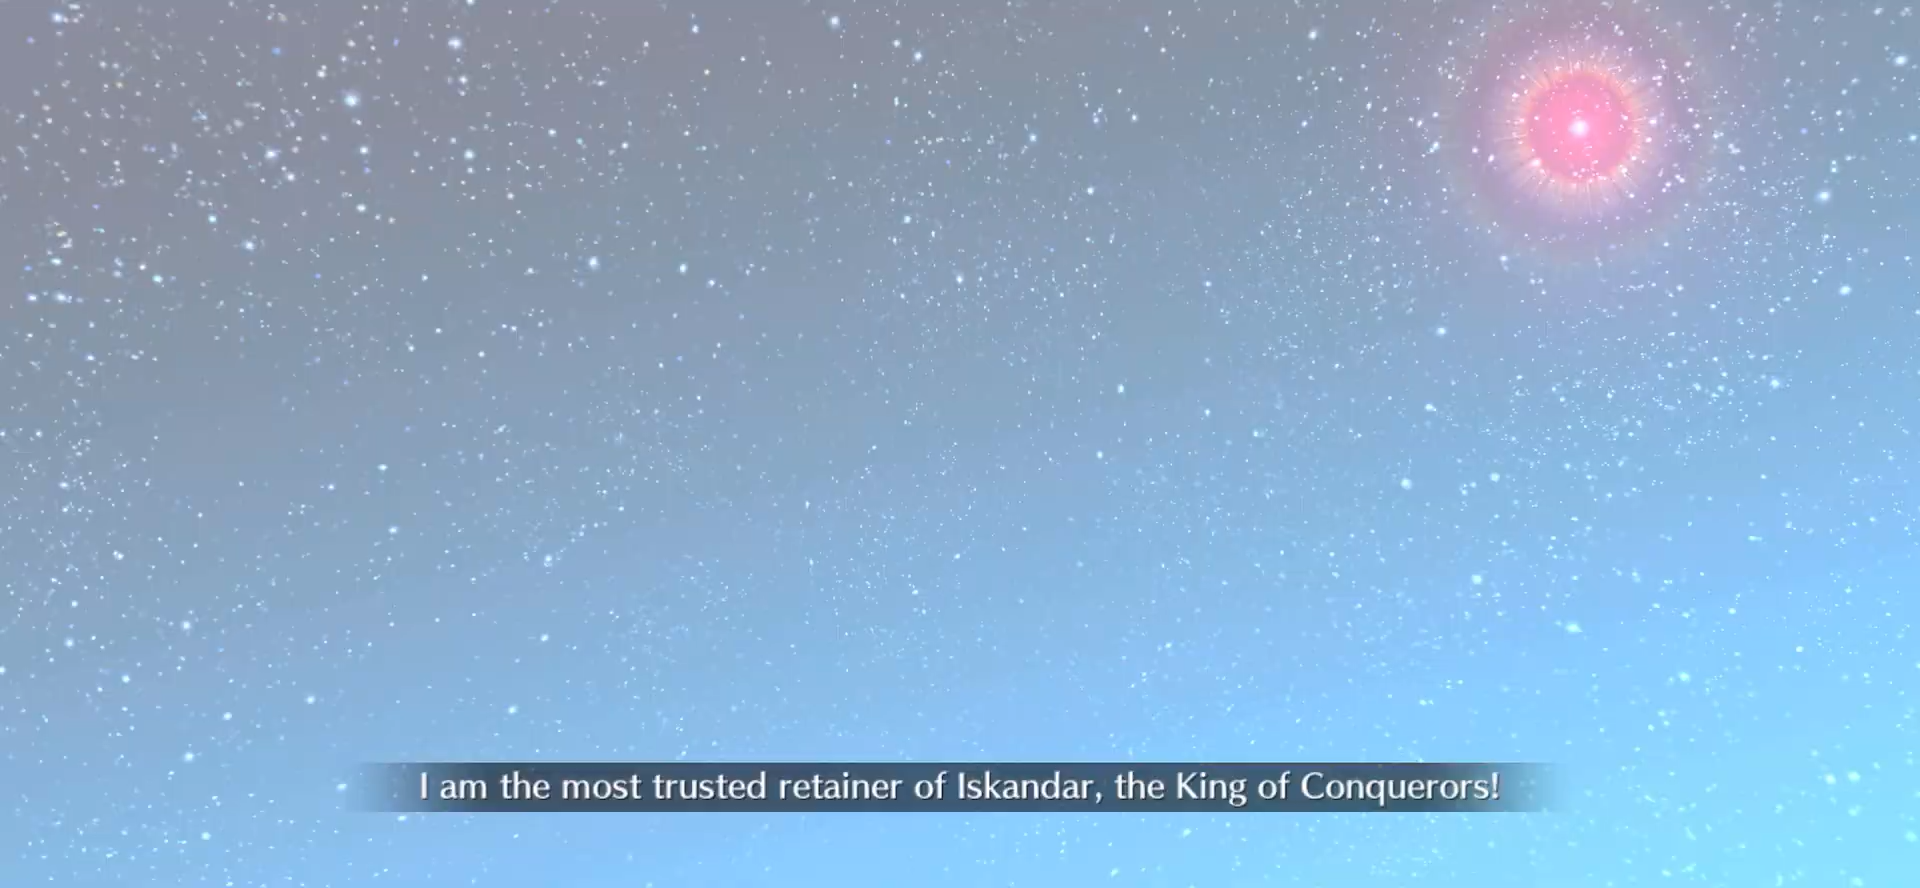 I am the most trusted retainer of Iskandar, the King of Conquerors!